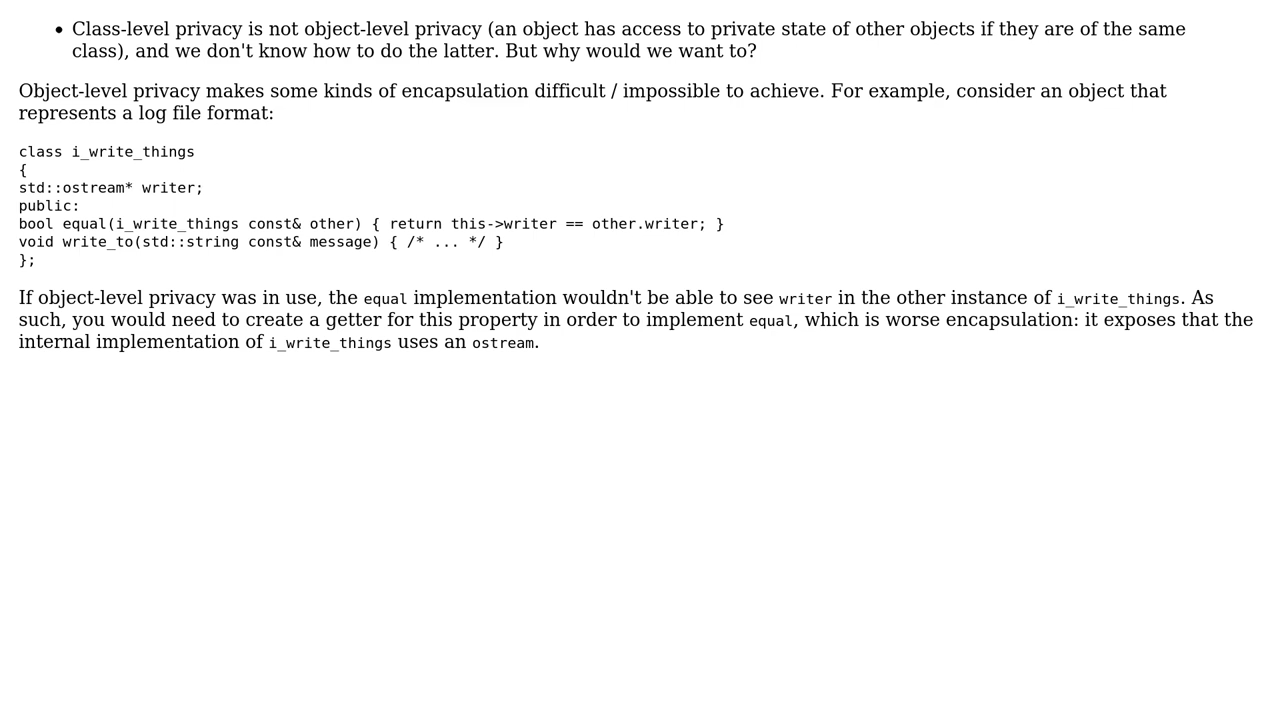 • Class-level privacy is not object-level privacy (an object has access to private state of other objects if they are of the same
class), and we don't know how to do the latter. But why would we want to?
Object-level privacy makes some kinds of encapsulation difficult / impossible to achieve. For example, consider an object that
represents a log file format:
class i_write_things
{
std::ostream* writer;
public:
bool equal(i_write_things const& other) { return this->writer == other.writer; }
void write_to(std::string const& message) { /* ... */ }
};
If object-level privacy was in use, the equal implementation wouldn't be able to see writer in the other instance of i_write_things. As
such, you would need to create a getter for this property in order to implement equal, which is worse encapsulation: it exposes that the
internal implementation of i_write_things uses an ostream.